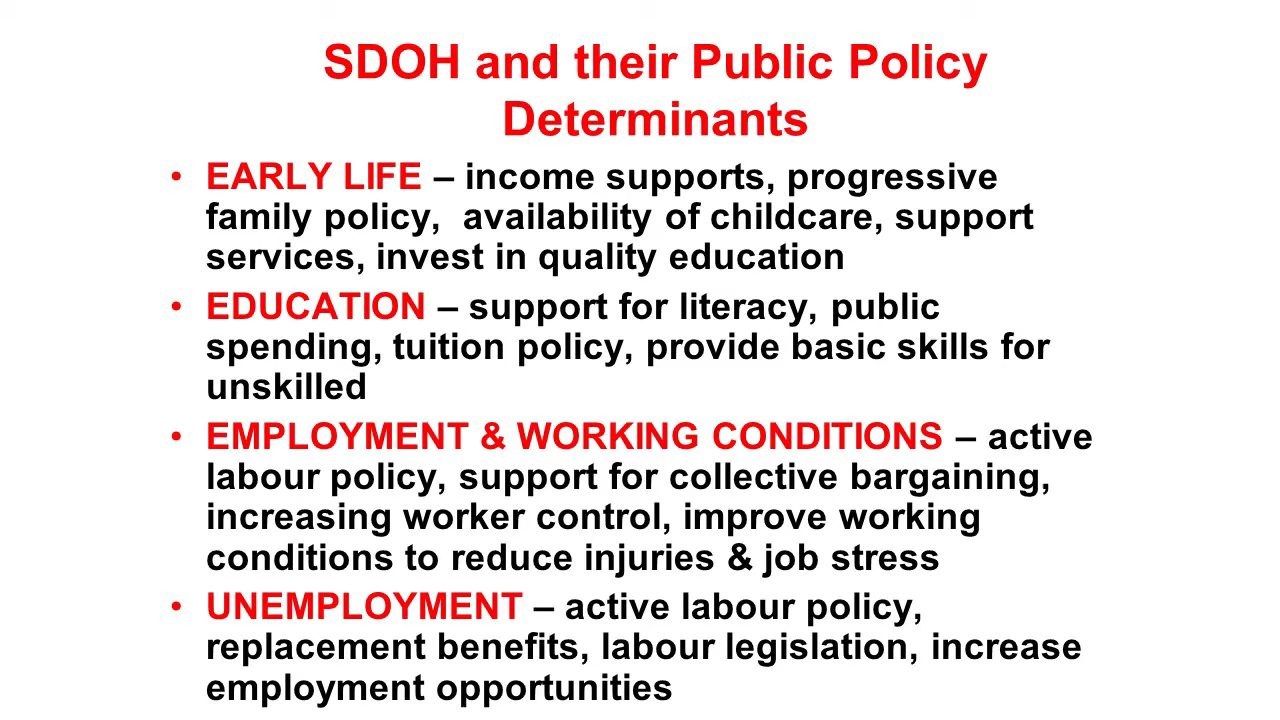 SDOH and their Public Policy
Determinants
• EARLY LIFE – income supports, progressive
family policy,  availability of childcare, support
services, invest in quality education
• EDUCATION – support for literacy, public
spending, tuition policy, provide basic skills for
unskilled
• EMPLOYMENT & WORKING CONDITIONS – active
labour policy, support for collective bargaining,
increasing worker control, improve working
conditions to reduce injuries & job stress
• UNEMPLOYMENT – active labour policy,
replacement benefits, labour legislation, increase
employment opportunities